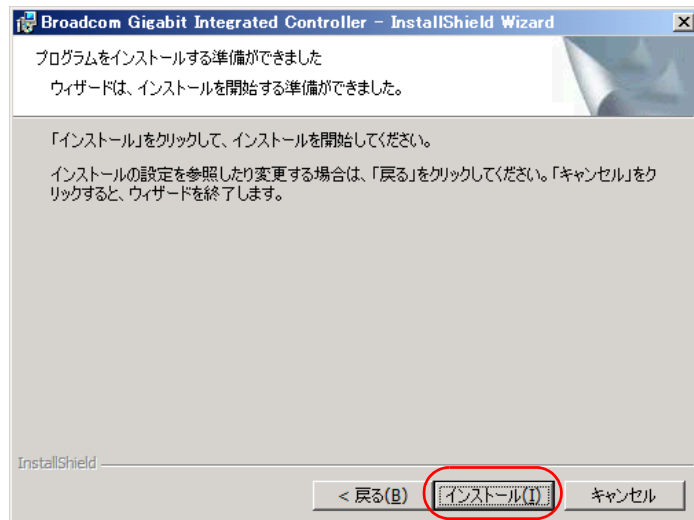 Broadcom Gigabit Integrated Controller - InstallShield Wizard
プログラムをインストールする準備ができました
ウィザードは、インストールを開始する準備ができました。
「インストール」をクリックして、インストールを開始してください。
インストールの設定を参照したり変更する場合は、「戻る」をクリックしてください。「キャンセル」をク
リックすると、ウィザードを終了します。
InstallShield
< 戻る(B) インストール(I) キャンセル